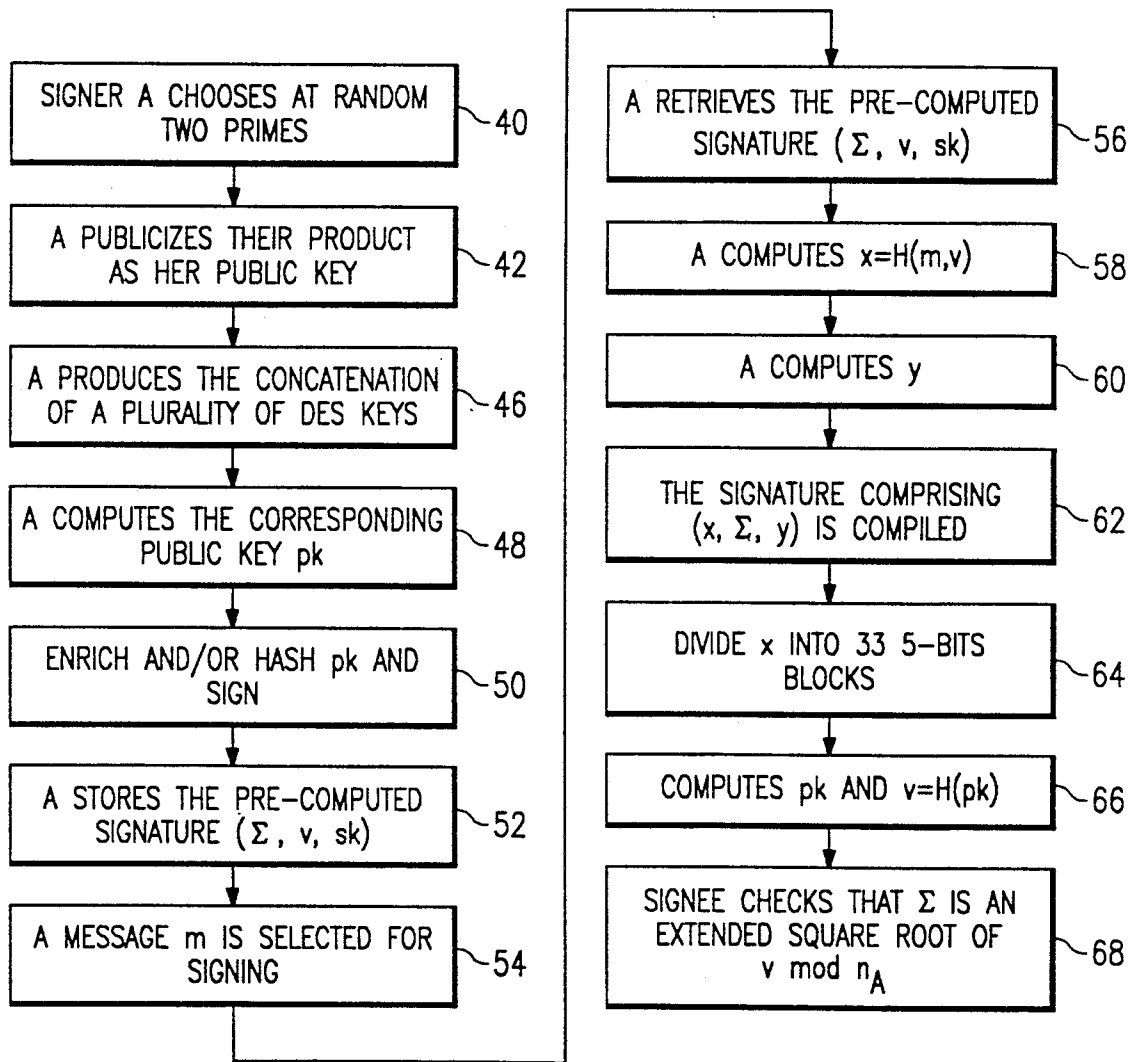 SIGNER A CHOOSES AT RANDOM
TWO PRIMES
40
A PUBLICIZES THEIR PRODUCT
AS HER PUBLIC KEY
42
A PRODUCES THE CONCATENATION
OF A PLURALITY OF DES KEYS
46
A COMPUTES THE CORRESPONDING
PUBLIC KEY pk
48
ENRICH AND/OR HASH pk AND
SIGN
50
A STORES THE PRE-COMPUTED
SIGNATURE (Σ, v, sk)
52
A MESSAGE m IS SELECTED FOR
SIGNING
54
A RETRIEVES THE PRE-COMPUTED
SIGNATURE (Σ, v, sk)
56
A COMPUTES x=H(m,v)
58
A COMPUTES y
60
THE SIGNATURE COMPRISING
(x, Σ, y) IS COMPILED
62
DIVIDE x INTO 33 5-BITS
BLOCKS
64
COMPUTES pk AND v=H(pk)
66
SIGNEE CHECKS THAT Σ IS AN
EXTENDED SQUARE ROOT OF
v mod n_A
68